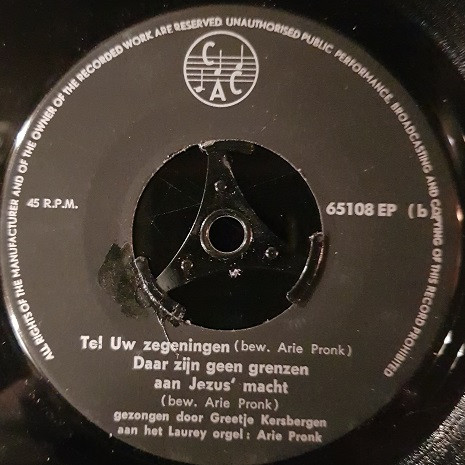 ALL RIGHTS OF THE MANUFACTURER AND OF THE OWNER OF THE RECORDED WORK ARE RESERVED UNAUTHORISED PUBLIC PERFORMANCE, BROADCASTING AND COPYING OF THIS RECORD PROHIBITED
C C A
45 R.P.M.
65108 EP (b
Tel Uw zegeningen (bew. Arie Pronk)
Daar zijn geen grenzen
aan Jezus' macht
(bew. Arie Pronk)
gezongen door Greetje Kersbergen
aan het Laurey orgel: Arie Pronk